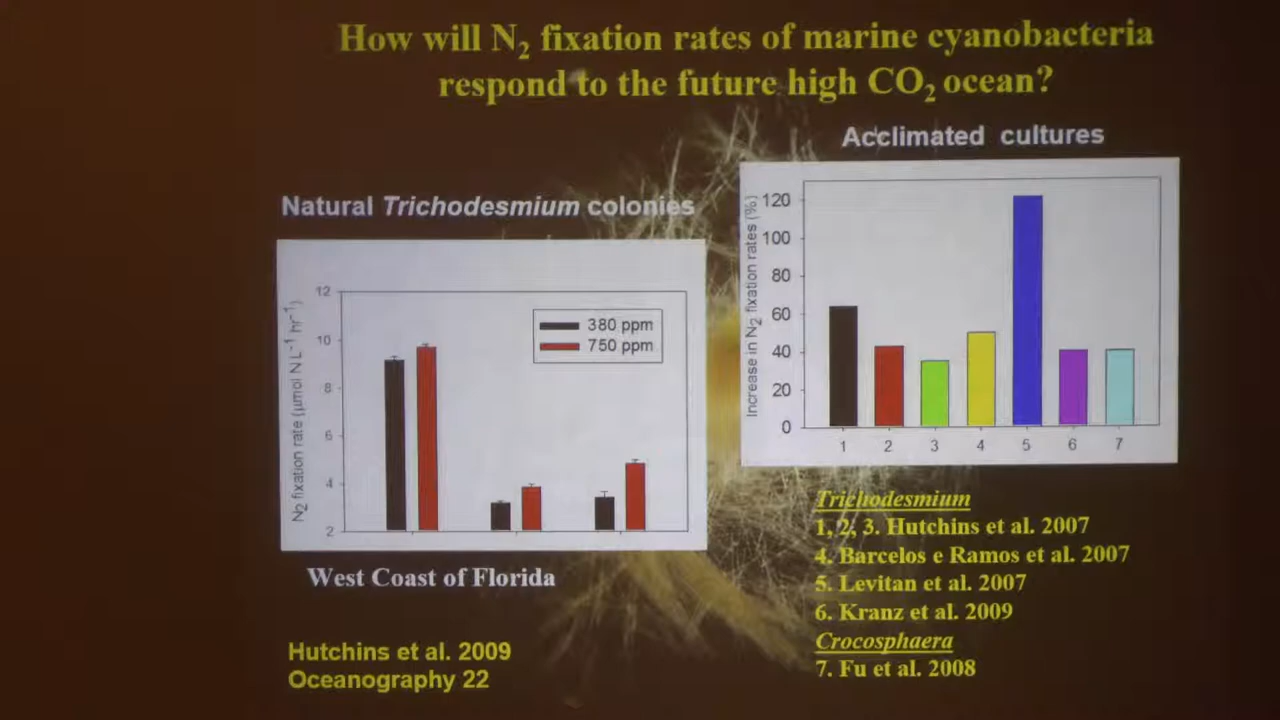 How will N₂ fixation rates of marine cyanobacteria
respond to the future high CO₂ ocean?
Acclimated cultures
Natural Trichodesmium colonies
Increase in N₂ fixation rates (%)
120
100
80
60
40
20
0
1 2 3 4 5 6 7
N₂ fixation rate (µmol N L⁻¹ hr⁻¹)
12
10
8
6
4
2
380 ppm
750 ppm
West Coast of Florida
Hutchins et al. 2009
Oceanography 22
Trichodesmium
1, 2, 3. Hutchins et al. 2007
4. Barcelos e Ramos et al. 2007
5. Levitan et al. 2007
6. Kranz et al. 2009
Crocosphaera
7. Fu et al. 2008